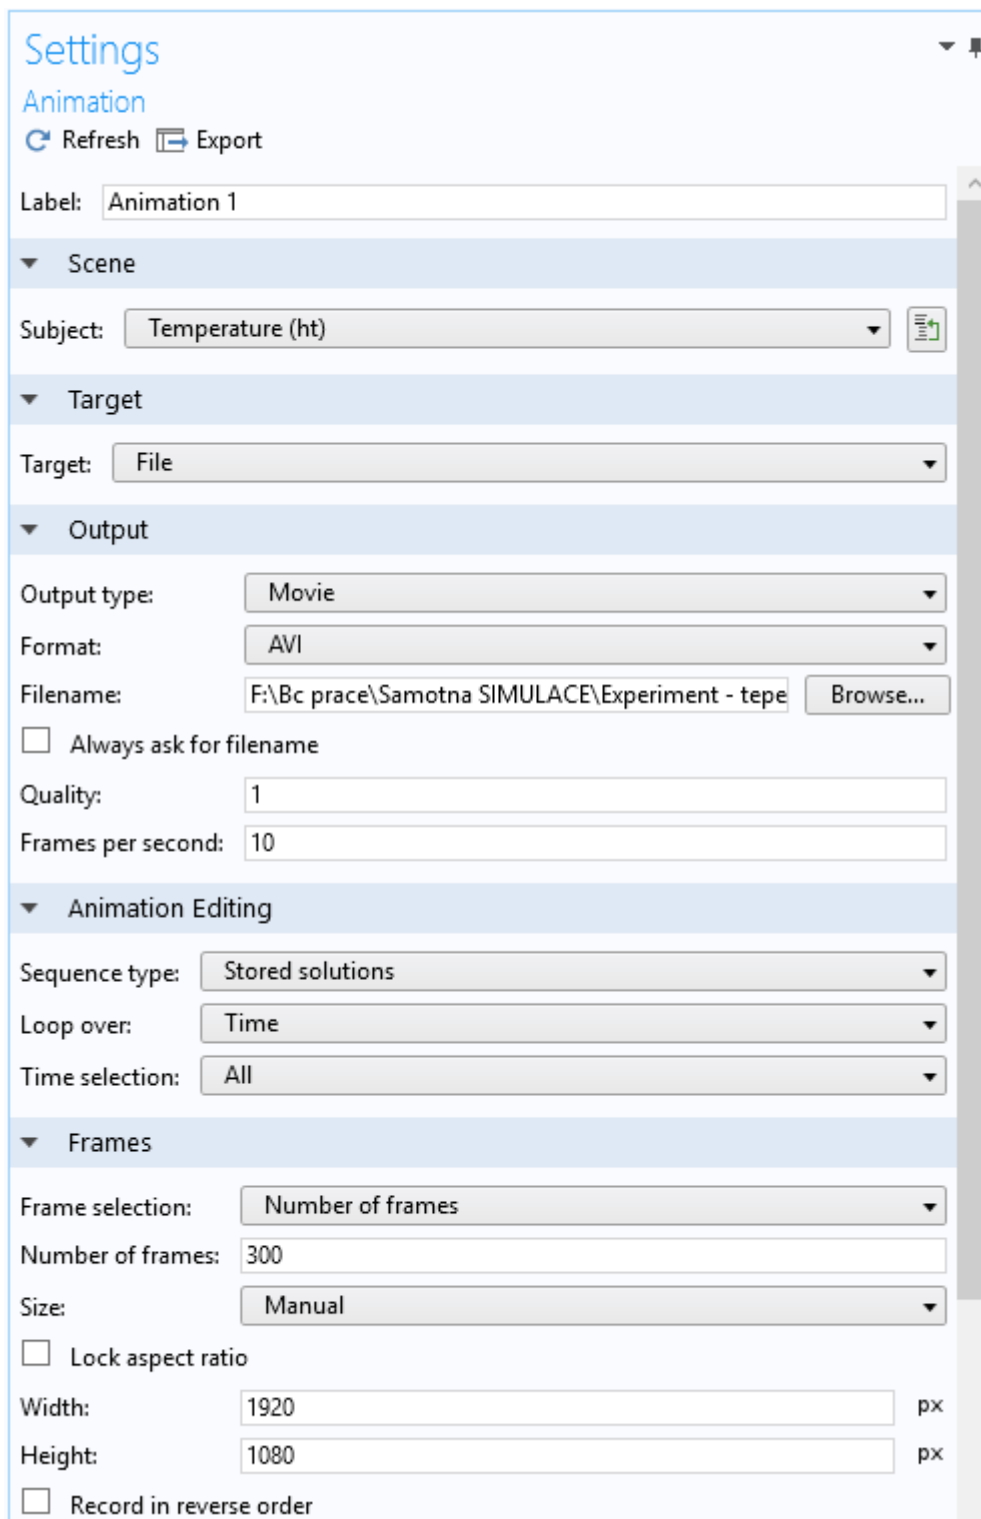 Settings
Animation
Refresh Export
Label: Animation 1
Scene
Subject: Temperature (ht)
Target
Target: File
Output
Output type: Movie
Format: AVI
Filename: F:\Bc prace\Samotna SIMULACE\Experiment - tepe Browse...
Always ask for filename
Quality: 1
Frames per second: 10
Animation Editing
Sequence type: Stored solutions
Loop over: Time
Time selection: All
Frames
Frame selection: Number of frames
Number of frames: 300
Size: Manual
Lock aspect ratio
Width: 1920 px
Height: 1080 px
Record in reverse order